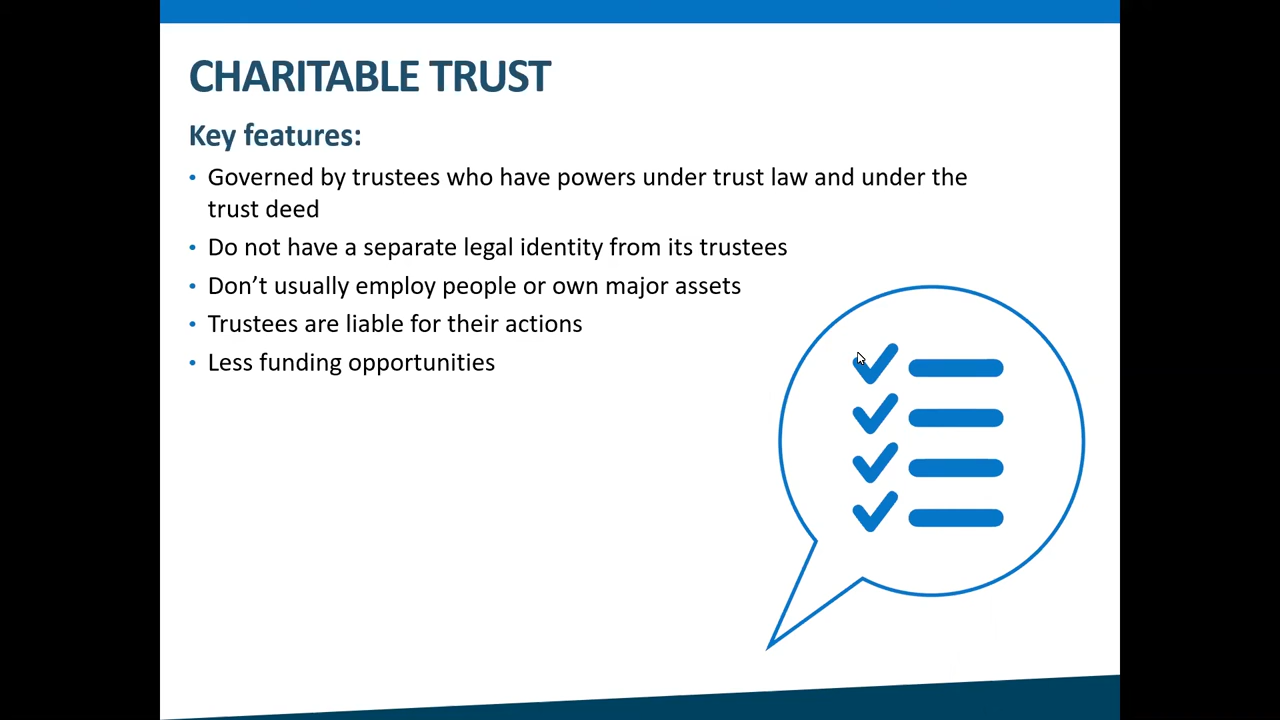 CHARITABLE TRUST
Key features:
• Governed by trustees who have powers under trust law and under the
trust deed
• Do not have a separate legal identity from its trustees
• Don’t usually employ people or own major assets
• Trustees are liable for their actions
• Less funding opportunities